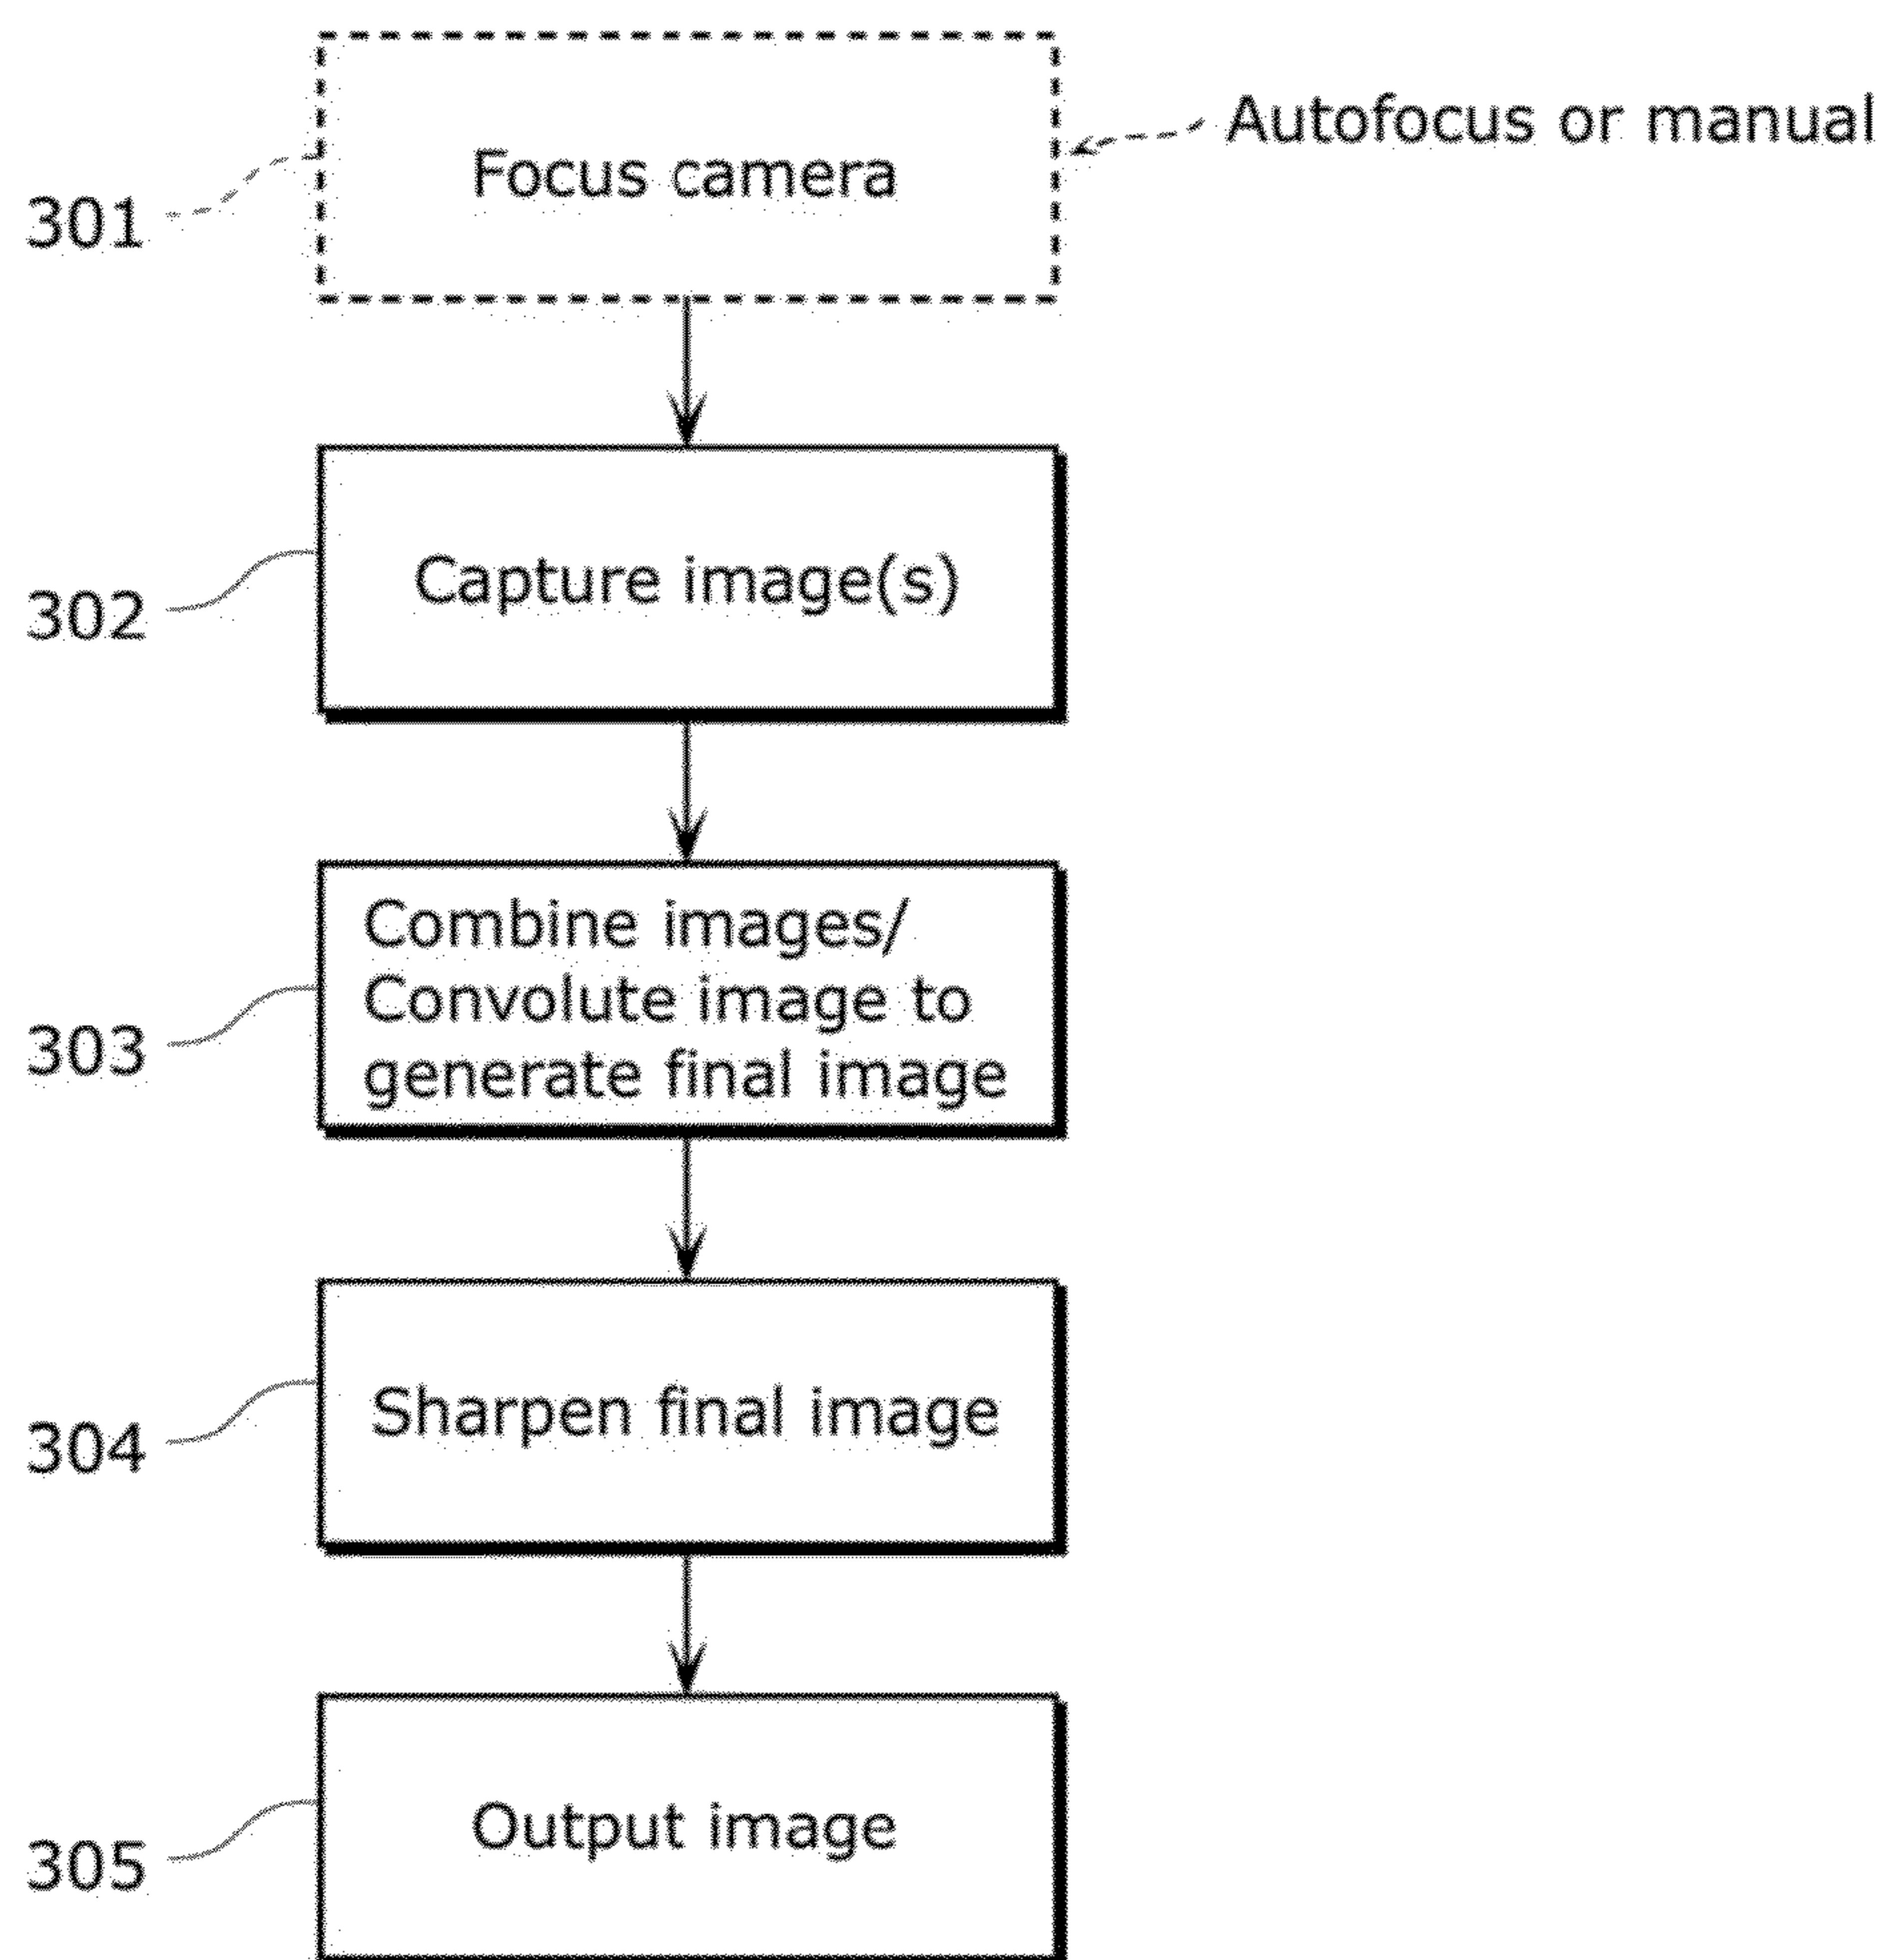 Focus camera
Autofocus or manual
301
Capture image(s)
302
Combine images/
Convolute image to
generate final image
303
Sharpen final image
304
Output image
305